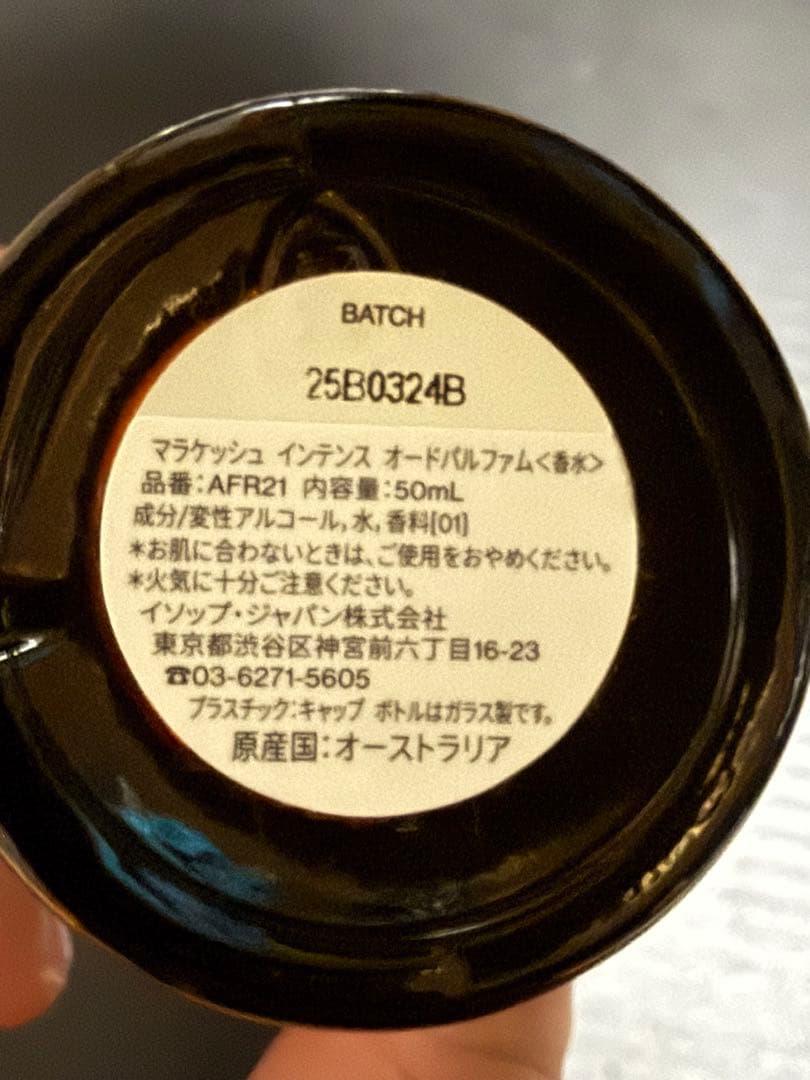 BATCH
25B0324B
マラケッシュ インテンス オードパルファム<香水>
品番:AFR21 内容量:50mL
成分/変性アルコール,水,香料[01]
*お肌に合わないときは、ご使用をおやめください。
*火気に十分ご注意ください。
イソップ・ジャパン株式会社
東京都渋谷区神宮前六丁目16-23
☎03-6271-5605
プラスチック:キャップ ボトルはガラス製です。
原産国:オーストラリア